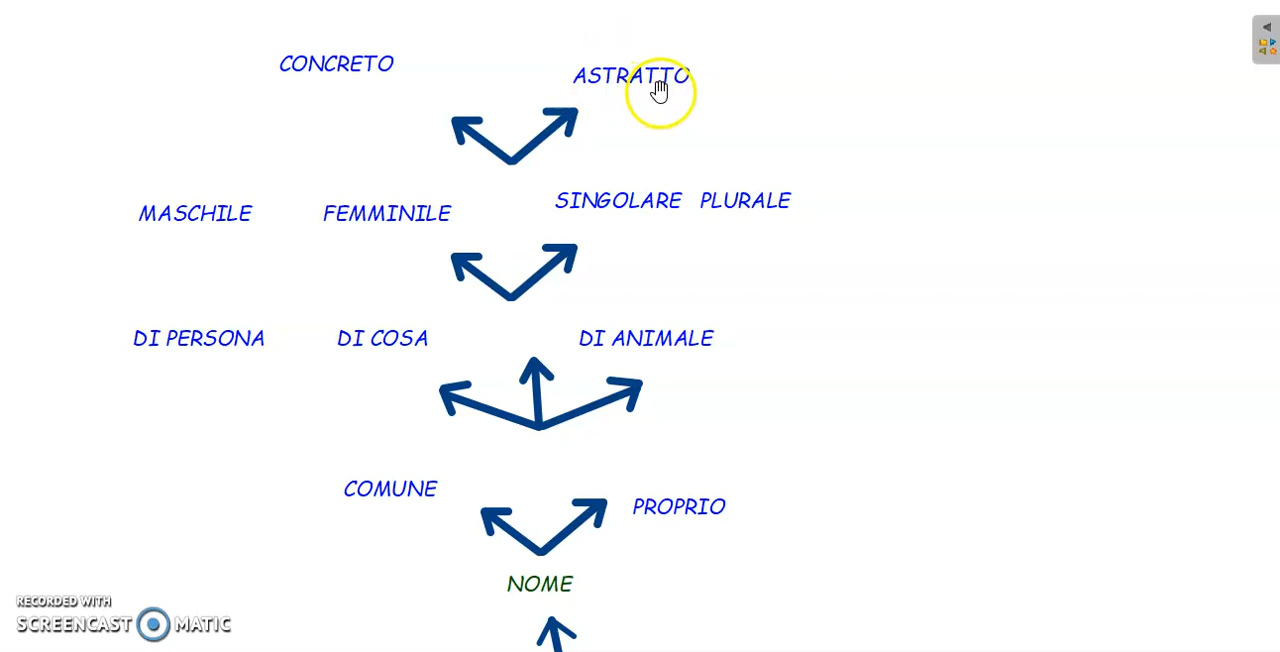 CONCRETO
ASTRATTO
MASCHILE FEMMINILE SINGOLARE PLURALE
DI PERSONA DI COSA DI ANIMALE
COMUNE
PROPRIO
NOME
RECORDED WITH
SCREENCAST MATIC